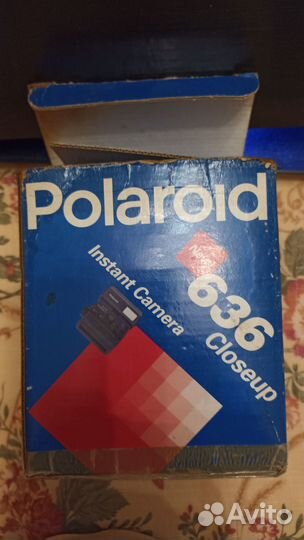 Polaroid
Instant Camera
636
Closeup
Avito